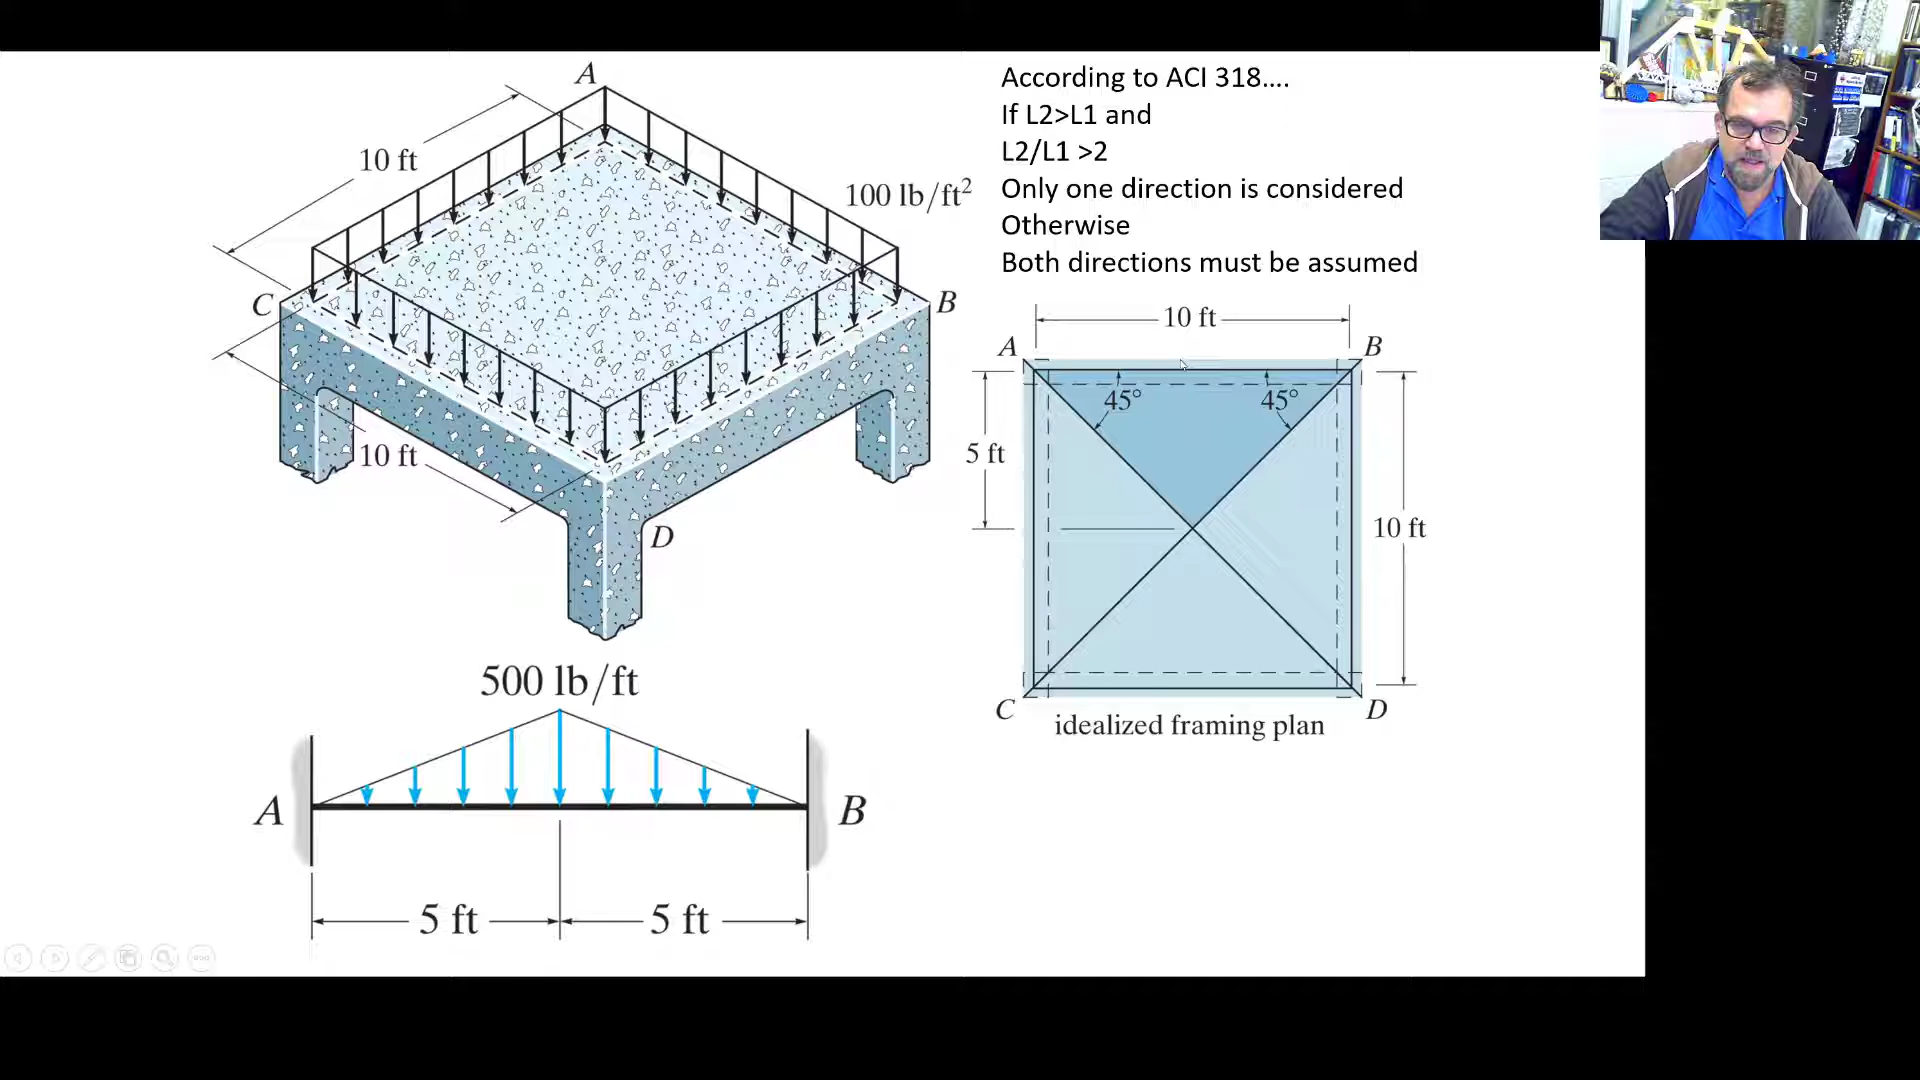 A
10 ft
100 lb/ft²
C
B
10 ft
D
According to ACI 318....
If L2>L1 and
L2/L1 >2
Only one direction is considered
Otherwise
Both directions must be assumed
10 ft
A
B
45°
45°
5 ft
10 ft
C
D
idealized framing plan
500 lb/ft
A
B
5 ft
5 ft